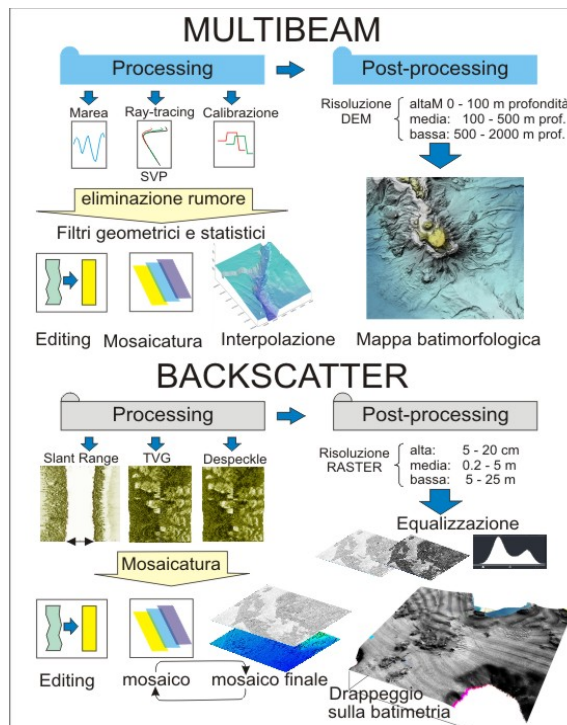 MULTIBEAM
Processing
Post-processing
Marea
Ray-tracing
Calibrazione
SVP
Risoluzione
DEM
altaM 0 - 100 m profondità
media: 100 - 500 m prof.
bassa: 500 - 2000 m prof.
eliminazione rumore
Filtri geometrici e statistici
Editing
Mosaicatura
Interpolazione
Mappa batimorfologica
BACKSCATTER
Processing
Post-processing
Slant Range
TVG
Despeckle
Risoluzione
RASTER
alta: 5 - 20 cm
media: 0.2 - 5 m
bassa: 5 - 25 m
Equalizzazione
Mosaicatura
Editing
mosaico
mosaico finale
Drappeggio
sulla batimetria